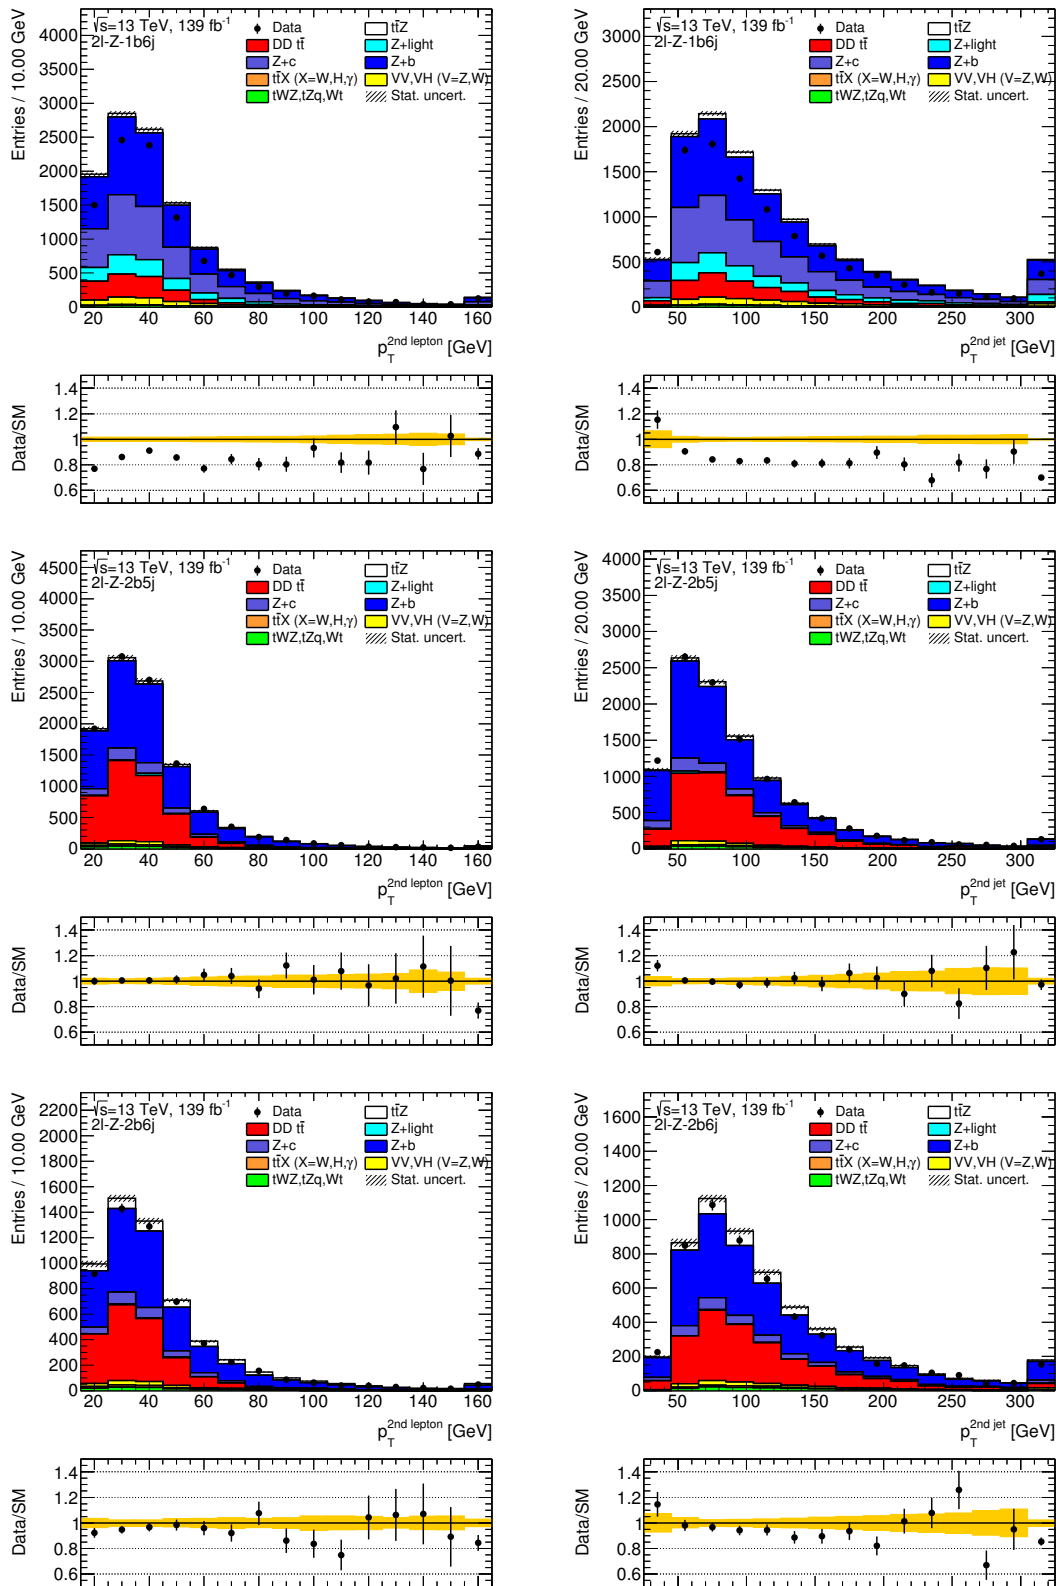 √s=13 TeV, 139 fb⁻¹
2l-Z-1b6j
Data
DD tt̄
Z+c
tt̄X (X=W,H,γ)
tWZ,tZq,Wt
tt̄Z
Z+light
Z+b
VV,VH (V=Z,W)
Stat. uncert.
Entries / 10.00 GeV
4000
3500
3000
2500
2000
1500
1000
500
0
20 40 60 80 100 120 140 160
p_T^2nd lepton [GeV]
Data/SM
1.4
1.2
1
0.8
0.6
√s=13 TeV, 139 fb⁻¹
2l-Z-1b6j
Data
DD tt̄
Z+c
tt̄X (X=W,H,γ)
tWZ,tZq,Wt
tt̄Z
Z+light
Z+b
VV,VH (V=Z,W)
Stat. uncert.
Entries / 20.00 GeV
3000
2500
2000
1500
1000
500
0
50 100 150 200 250 300
p_T^2nd jet [GeV]
Data/SM
1.4
1.2
1
0.8
0.6
√s=13 TeV, 139 fb⁻¹
2l-Z-2b5j
Data
DD tt̄
Z+c
tt̄X (X=W,H,γ)
tWZ,tZq,Wt
tt̄Z
Z+light
Z+b
VV,VH (V=Z,W)
Stat. uncert.
Entries / 10.00 GeV
4500
4000
3500
3000
2500
2000
1500
1000
500
0
20 40 60 80 100 120 140 160
p_T^2nd lepton [GeV]
Data/SM
1.4
1.2
1
0.8
0.6
√s=13 TeV, 139 fb⁻¹
2l-Z-2b5j
Data
DD tt̄
Z+c
tt̄X (X=W,H,γ)
tWZ,tZq,Wt
tt̄Z
Z+light
Z+b
VV,VH (V=Z,W)
Stat. uncert.
Entries / 20.00 GeV
4000
3500
3000
2500
2000
1500
1000
500
0
50 100 150 200 250 300
p_T^2nd jet [GeV]
Data/SM
1.4
1.2
1
0.8
0.6
√s=13 TeV, 139 fb⁻¹
2l-Z-2b6j
Data
DD tt̄
Z+c
tt̄X (X=W,H,γ)
tWZ,tZq,Wt
tt̄Z
Z+light
Z+b
VV,VH (V=Z,W)
Stat. uncert.
Entries / 10.00 GeV
2200
2000
1800
1600
1400
1200
1000
800
600
400
200
0
20 40 60 80 100 120 140 160
p_T^2nd lepton [GeV]
Data/SM
1.4
1.2
1
0.8
0.6
√s=13 TeV, 139 fb⁻¹
2l-Z-2b6j
Data
DD tt̄
Z+c
tt̄X (X=W,H,γ)
tWZ,tZq,Wt
tt̄Z
Z+light
Z+b
VV,VH (V=Z,W)
Stat. uncert.
Entries / 20.00 GeV
1600
1400
1200
1000
800
600
400
200
0
50 100 150 200 250 300
p_T^2nd jet [GeV]
Data/SM
1.4
1.2
1
0.8
0.6